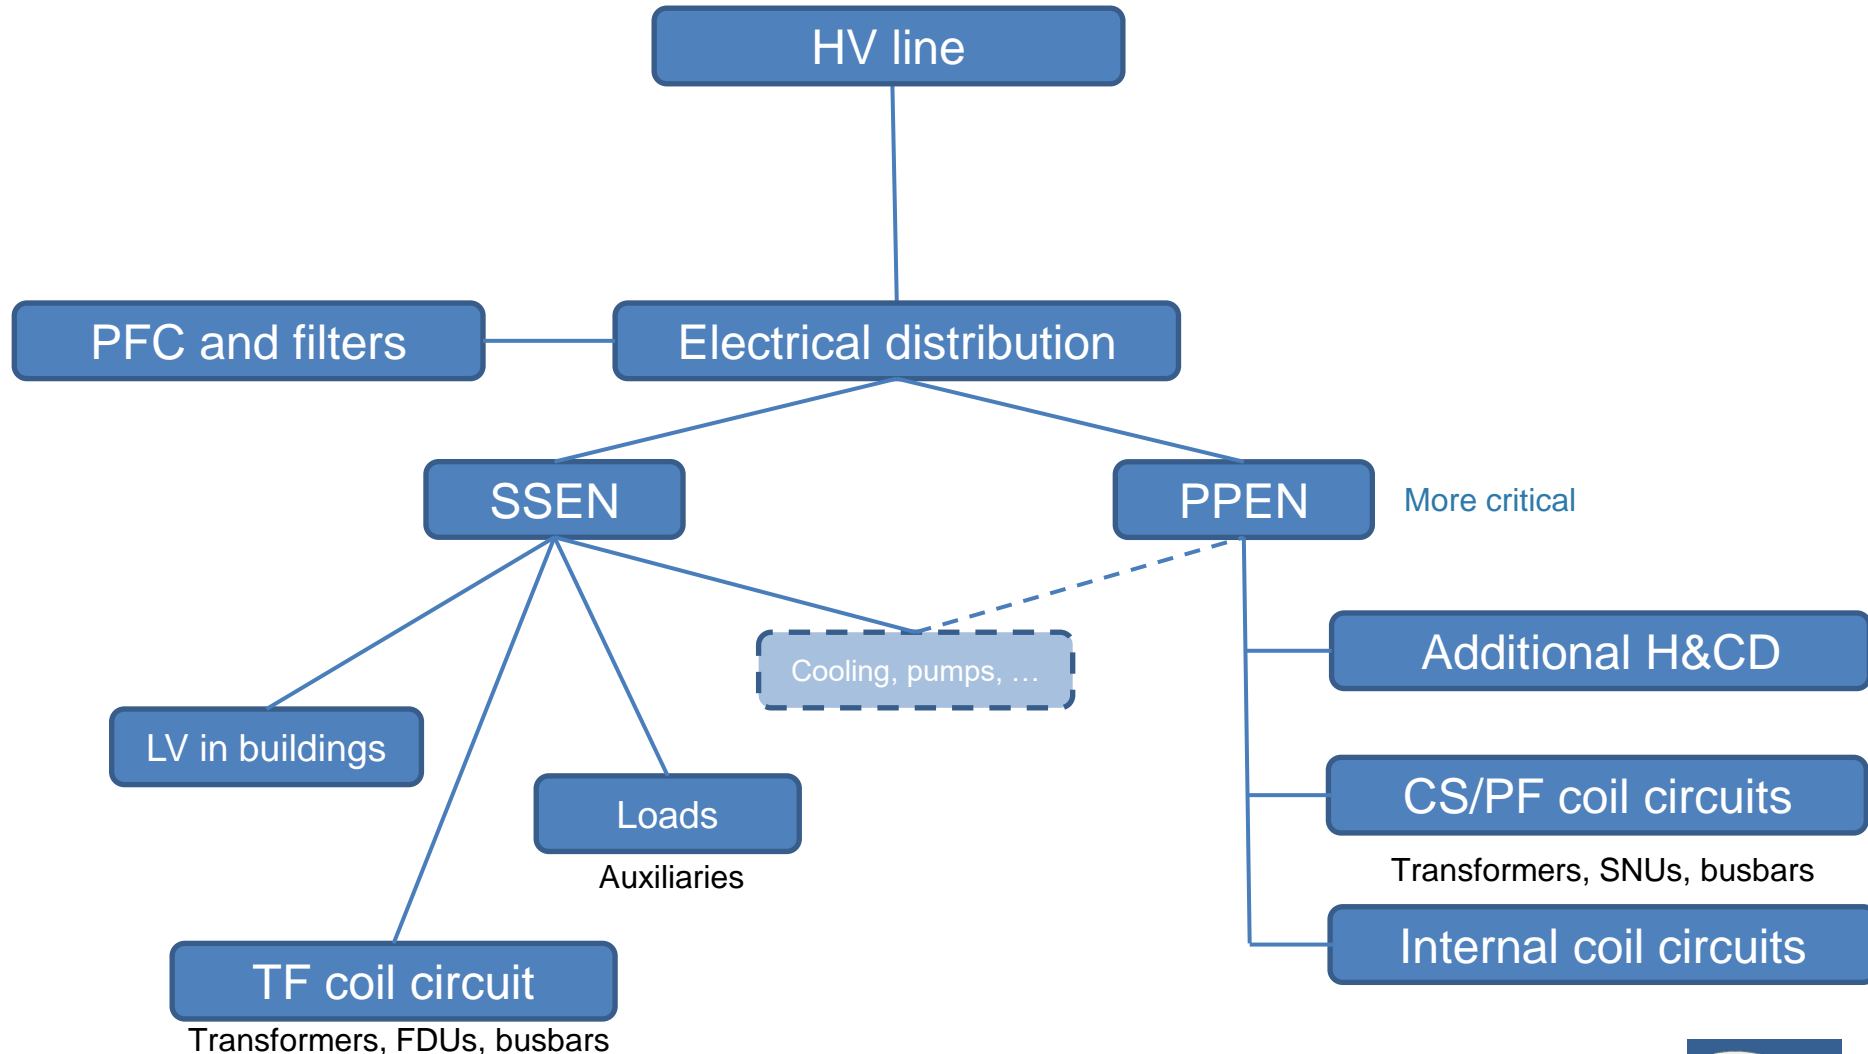 HV line
PFC and filters
Electrical distribution
SSEN
PPEN
More critical
Cooling, pumps, …
Additional H&CD
LV in buildings
Loads
Auxiliaries
CS/PF coil circuits
Transformers, SNUs, busbars
Internal coil circuits
TF coil circuit
Transformers, FDUs, busbars